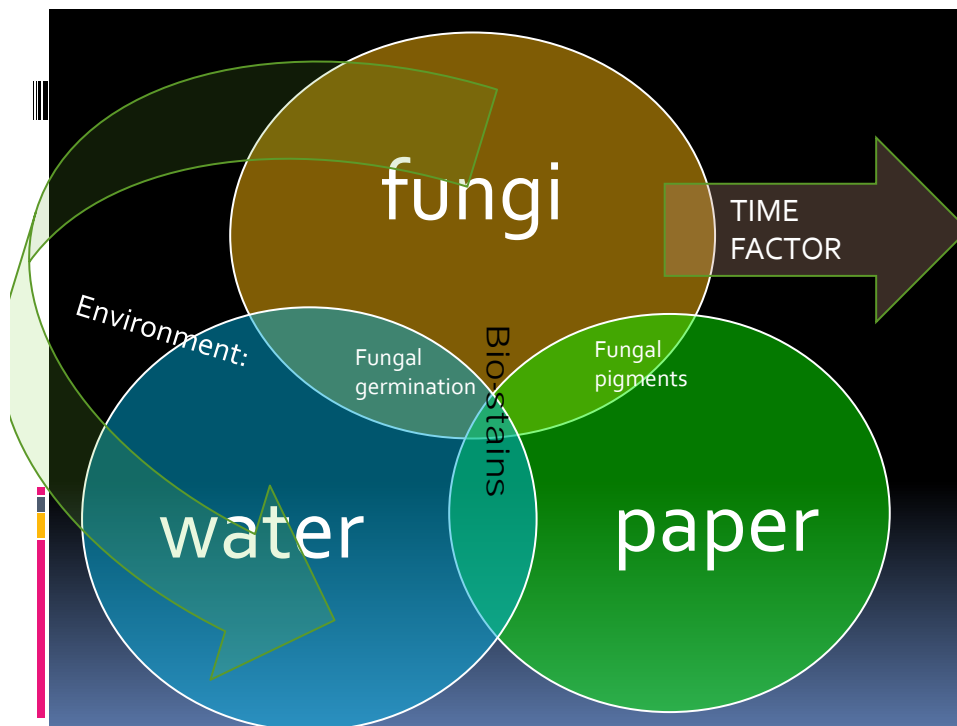 fungi
TIME
FACTOR
Environment:
Fungal
germination
Bio-stains
Fungal
pigments
water
paper